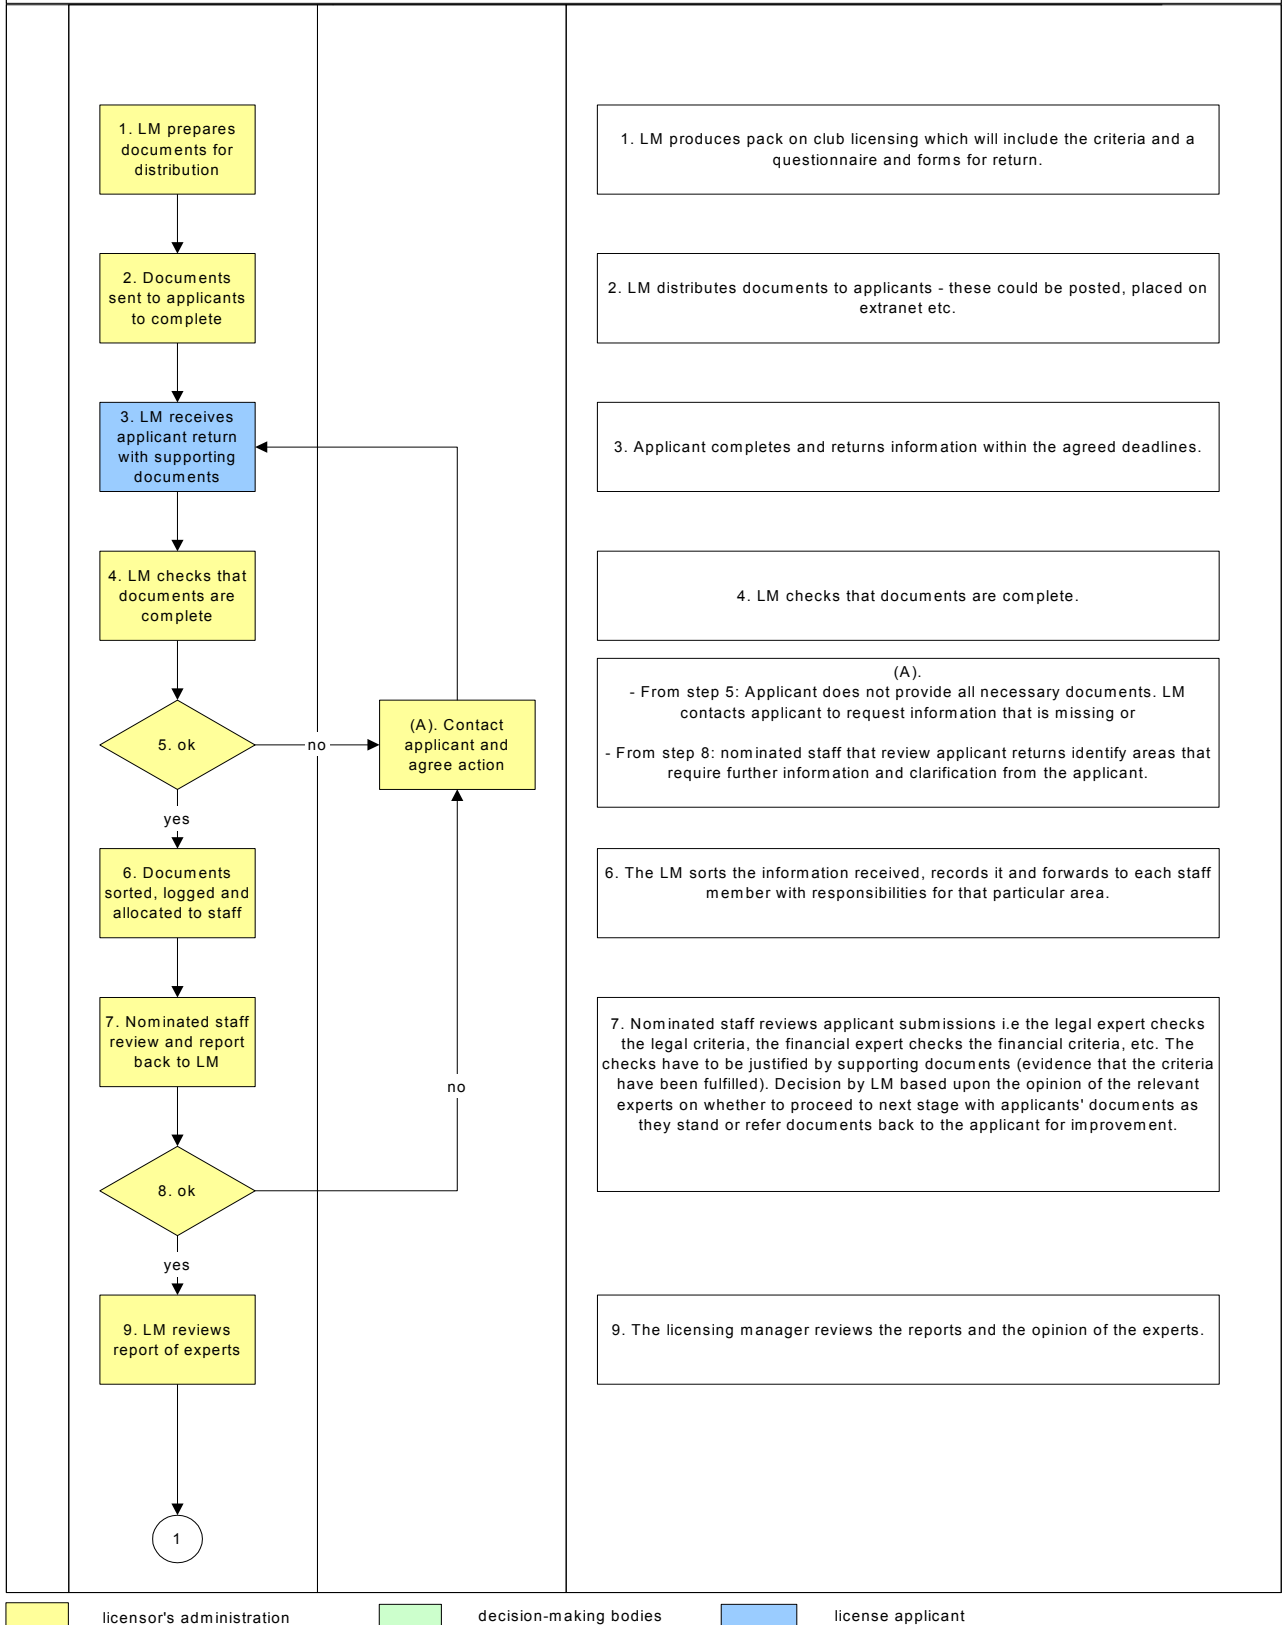 1. LM prepares
documents for
distribution
1. LM produces pack on club licensing which will include the criteria and a
questionnaire and forms for return.
2. Documents
sent to applicants
to complete
2. LM distributes documents to applicants - these could be posted, placed on
extranet etc.
3. LM receives
applicant return
with supporting
documents
3. Applicant completes and returns information within the agreed deadlines.
4. LM checks that
documents are
complete
4. LM checks that documents are complete.
5. ok
no
(A). Contact
applicant and
agree action
(A).
- From step 5: Applicant does not provide all necessary documents. LM
contacts applicant to request information that is missing or
- From step 8: nominated staff that review applicant returns identify areas that
require further information and clarification from the applicant.
yes
6. Documents
sorted, logged and
allocated to staff
6. The LM sorts the information received, records it and forwards to each staff
member with responsibilities for that particular area.
7. Nominated staff
review and report
back to LM
no
7. Nominated staff reviews applicant submissions i.e the legal expert checks
the legal criteria, the financial expert checks the financial criteria, etc. The
checks have to be justified by supporting documents (evidence that the criteria
have been fulfilled). Decision by LM based upon the opinion of the relevant
experts on whether to proceed to next stage with applicants' documents as
they stand or refer documents back to the applicant for improvement.
8. ok
yes
9. LM reviews
report of experts
9. The licensing manager reviews the reports and the opinion of the experts.
1
licensor's administration
decision-making bodies
license applicant